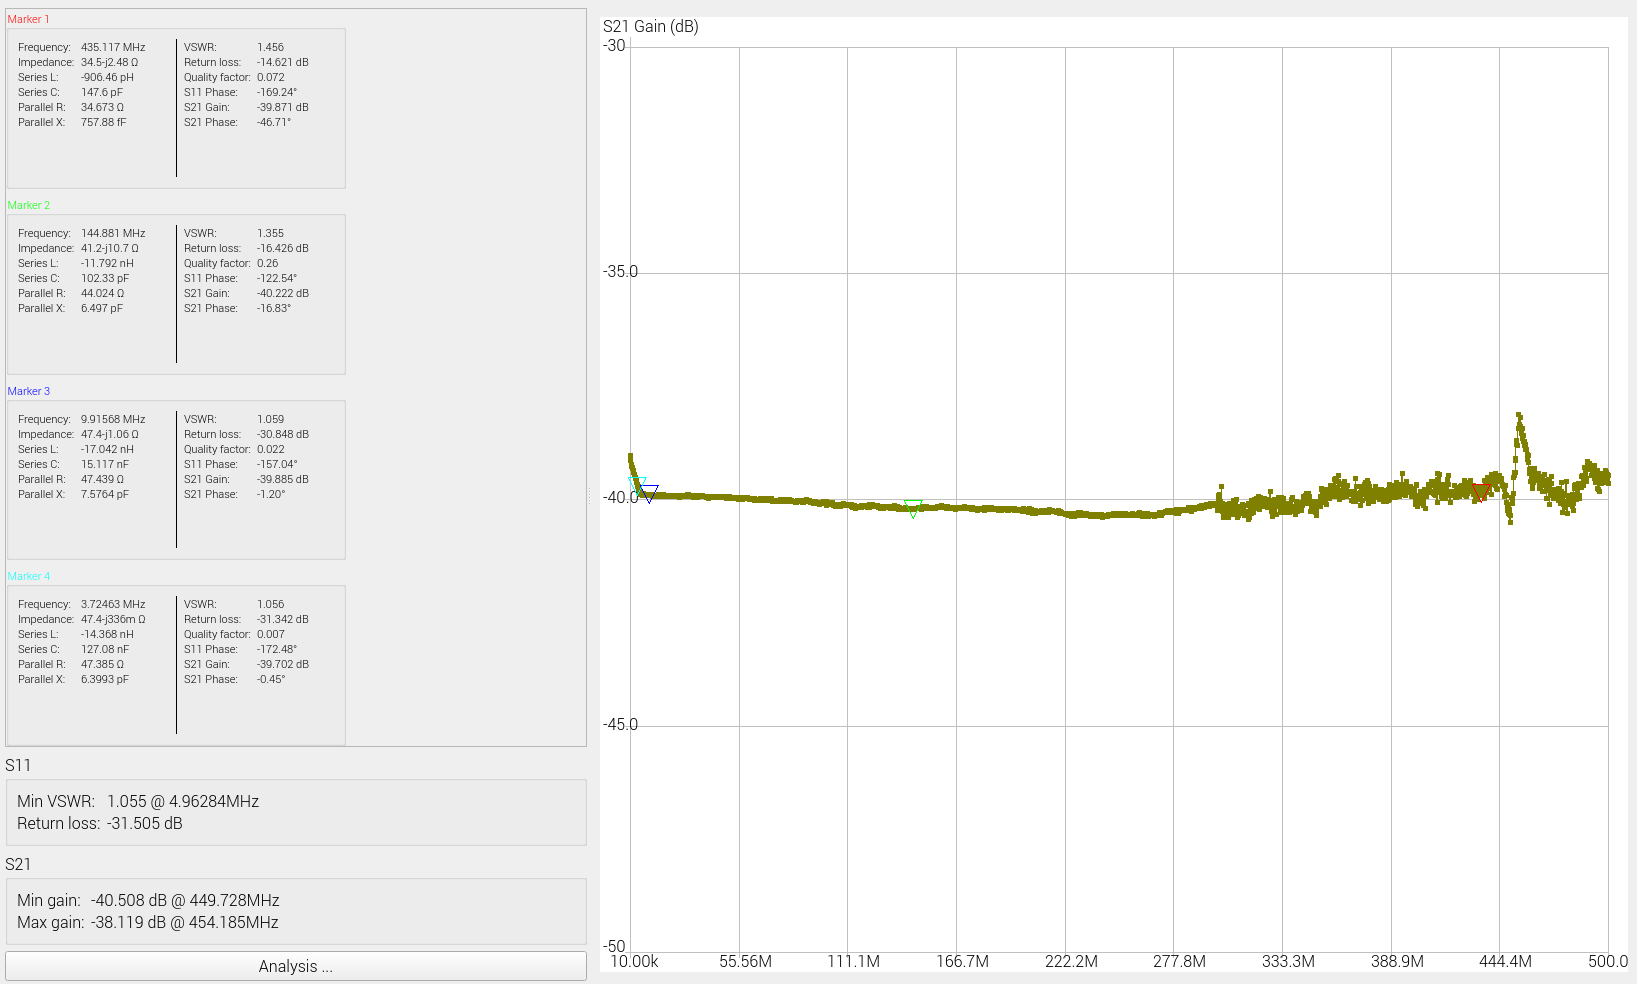 Marker 1
Frequency: 435.117 MHz VSWR: 1.456
Impedance: 34.5-j2.48 Ω Return loss: -14.621 dB
Series L: -906.46 pH Quality factor: 0.072
Series C: 147.6 pF S11 Phase: -169.24°
Parallel R: 34.673 Ω S21 Gain: -39.871 dB
Parallel X: 757.88 fF S21 Phase: -46.71°
Marker 2
Frequency: 144.881 MHz VSWR: 1.355
Impedance: 41.2-j10.7 Ω Return loss: -16.426 dB
Series L: -11.792 nH Quality factor: 0.26
Series C: 102.33 pF S11 Phase: -122.54°
Parallel R: 44.024 Ω S21 Gain: -40.222 dB
Parallel X: 6.497 pF S21 Phase: -16.83°
Marker 3
Frequency: 9.91568 MHz VSWR: 1.059
Impedance: 47.4-j1.06 Ω Return loss: -30.848 dB
Series L: -17.042 nH Quality factor: 0.022
Series C: 15.117 nF S11 Phase: -157.04°
Parallel R: 47.439 Ω S21 Gain: -39.885 dB
Parallel X: 7.5764 pF S21 Phase: -1.20°
Marker 4
Frequency: 3.72463 MHz VSWR: 1.056
Impedance: 47.4-j336m Ω Return loss: -31.342 dB
Series L: -14.368 nH Quality factor: 0.007
Series C: 127.08 nF S11 Phase: -172.48°
Parallel R: 47.385 Ω S21 Gain: -39.702 dB
Parallel X: 6.3993 pF S21 Phase: -0.45°
S11
Min VSWR: 1.055 @ 4.96284MHz
Return loss: -31.505 dB
S21
Min gain: -40.508 dB @ 449.728MHz
Max gain: -38.119 dB @ 454.185MHz
Analysis ...
S21 Gain (dB)
-30
-35.0
-40.0
-45.0
-50
10.00k 55.56M 111.1M 166.7M 222.2M 277.8M 333.3M 388.9M 444.4M 500.0